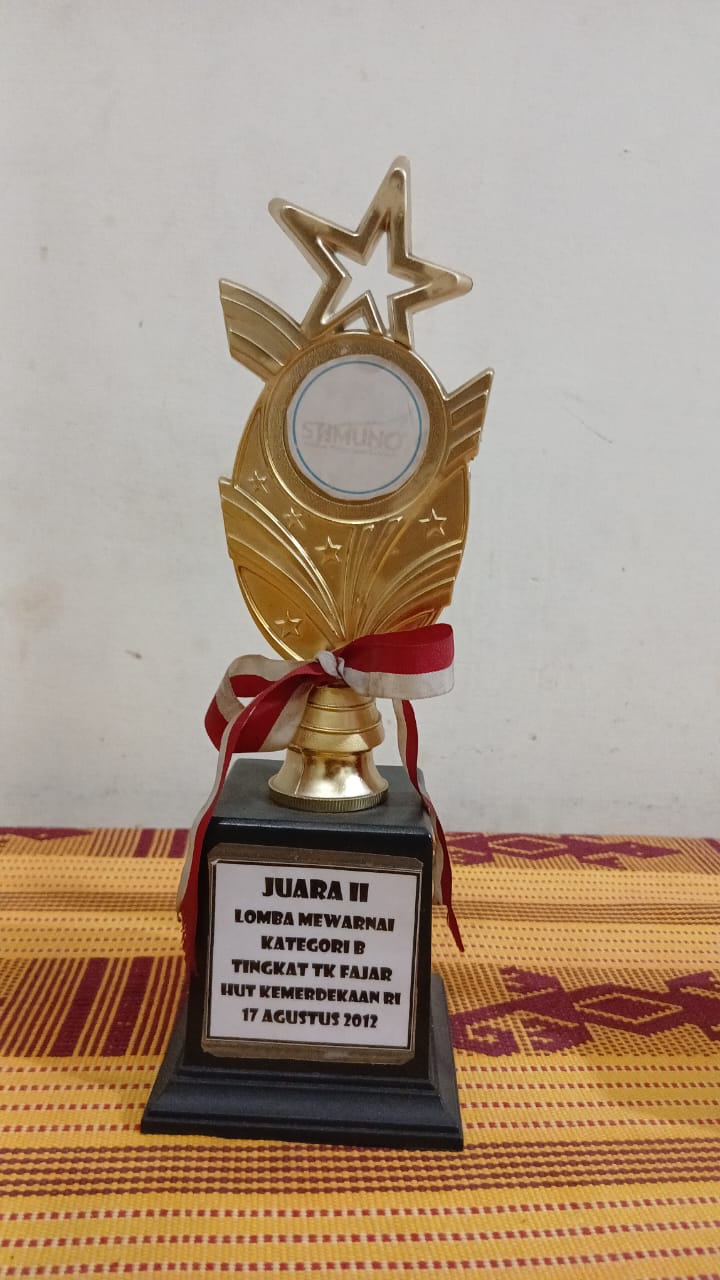 STIMUNO
JUARA II
LOMBA MEWARNAI
KATEGORI B
TINGKAT TK FAJAR
HUT KEMERDEKAAN RI
17 AGUSTUS 2012